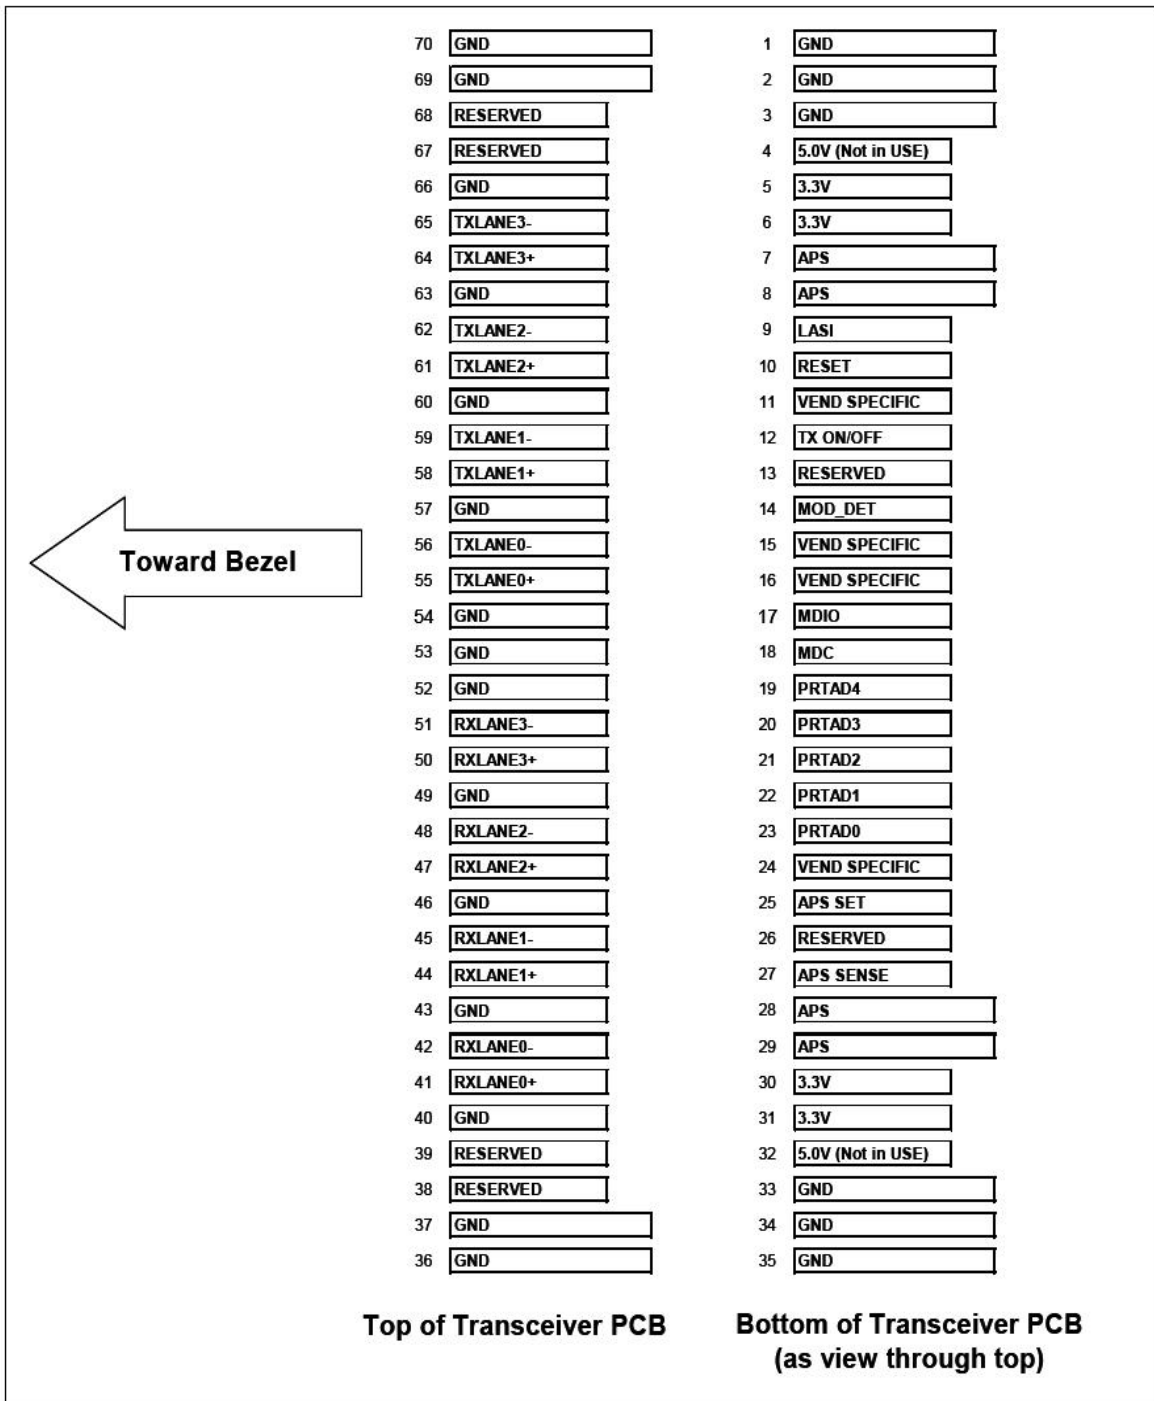 70 GND 1 GND
69 GND 2 GND
68 RESERVED 3 GND
67 RESERVED 4 5.0V (Not in USE)
66 GND 5 3.3V
65 TXLANE3- 6 3.3V
64 TXLANE3+ 7 APS
63 GND 8 APS
62 TXLANE2- 9 LASI
61 TXLANE2+ 10 RESET
60 GND 11 VEND SPECIFIC
59 TXLANE1- 12 TX ON/OFF
58 TXLANE1+ 13 RESERVED
57 GND 14 MOD_DET
56 TXLANE0- 15 VEND SPECIFIC
Toward Bezel
55 TXLANE0+ 16 VEND SPECIFIC
54 GND 17 MDIO
53 GND 18 MDC
52 GND 19 PRTAD4
51 RXLANE3- 20 PRTAD3
50 RXLANE3+ 21 PRTAD2
49 GND 22 PRTAD1
48 RXLANE2- 23 PRTAD0
47 RXLANE2+ 24 VEND SPECIFIC
46 GND 25 APS SET
45 RXLANE1- 26 RESERVED
44 RXLANE1+ 27 APS SENSE
43 GND 28 APS
42 RXLANE0- 29 APS
41 RXLANE0+ 30 3.3V
40 GND 31 3.3V
39 RESERVED 32 5.0V (Not in USE)
38 RESERVED 33 GND
37 GND 34 GND
36 GND 35 GND
Top of Transceiver PCB
Bottom of Transceiver PCB
(as view through top)